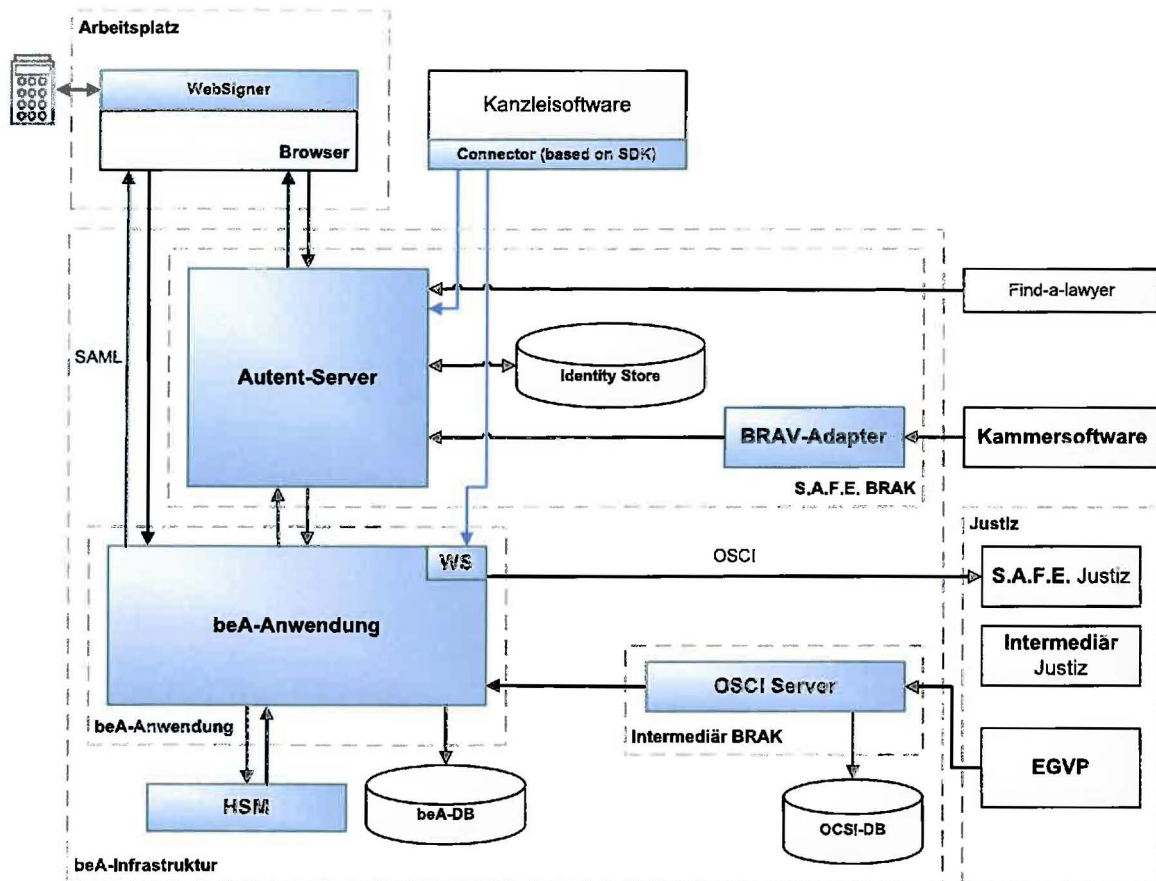 Arbeitsplatz
WebSigner
Browser
Kanzleisoftware
Connector (based on SDK)
Find-a-lawyer
SAML
Autent-Server
Identity Store
BRAV-Adapter
Kammersoftware
S.A.F.E. BRAK
Justiz
WS
OSCI
S.A.F.E. Justiz
beA-Anwendung
Intermediär
Justiz
OSCI Server
beA-Anwendung
Intermediär BRAK
EGVP
HSM
beA-DB
OCSI-DB
beA-Infrastruktur